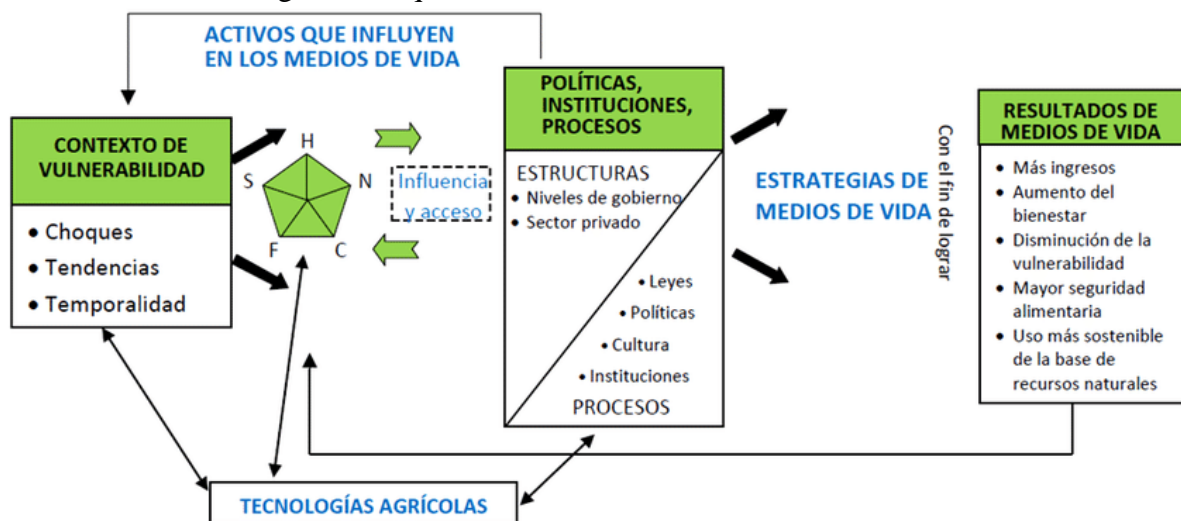 ACTIVOS QUE INFLUYEN
EN LOS MEDIOS DE VIDA
CONTEXTO DE
VULNERABILIDAD
• Choques
• Tendencias
• Temporalidad
H
S
N
F
C
Influencia
y acceso
POLÍTICAS,
INSTITUCIONES,
PROCESOS
ESTRUCTURAS
• Niveles de gobierno
• Sector privado
• Leyes
• Políticas
• Cultura
• Instituciones
PROCESOS
ESTRATEGIAS DE
MEDIOS DE VIDA
Con el fin de lograr
RESULTADOS DE
MEDIOS DE VIDA
• Más ingresos
• Aumento del
bienestar
• Disminución de la
vulnerabilidad
• Mayor seguridad
alimentaria
• Uso más sostenible
de la base de
recursos naturales
TECNOLOGÍAS AGRÍCOLAS